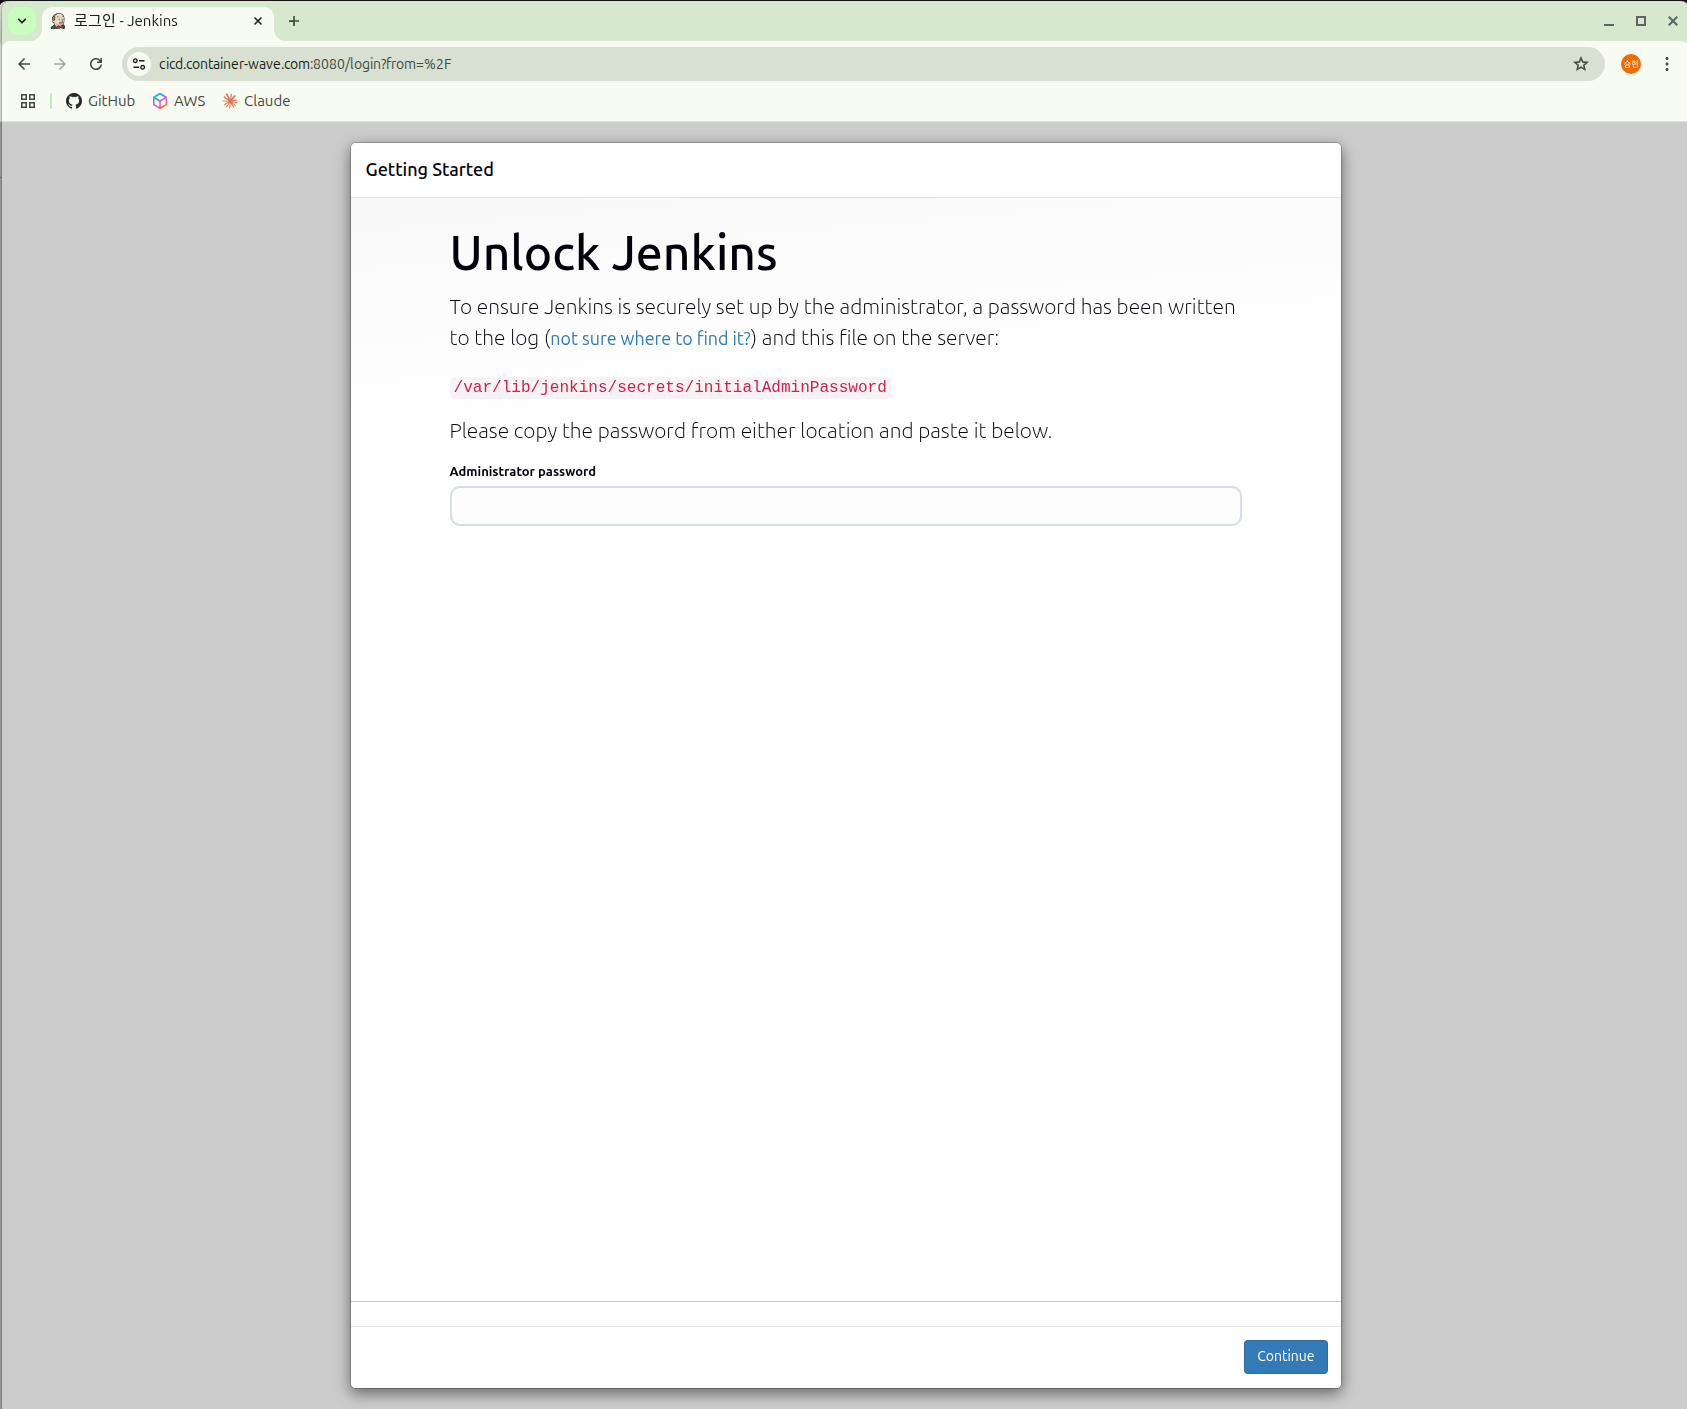 로그인 - Jenkins
cicd.container-wave.com:8080/login?from=%2F
승현
GitHub
AWS
Claude
Getting Started
Unlock Jenkins
To ensure Jenkins is securely set up by the administrator, a password has been written
to the log (not sure where to find it?) and this file on the server:
/var/lib/jenkins/secrets/initialAdminPassword
Please copy the password from either location and paste it below.
Administrator password
Continue